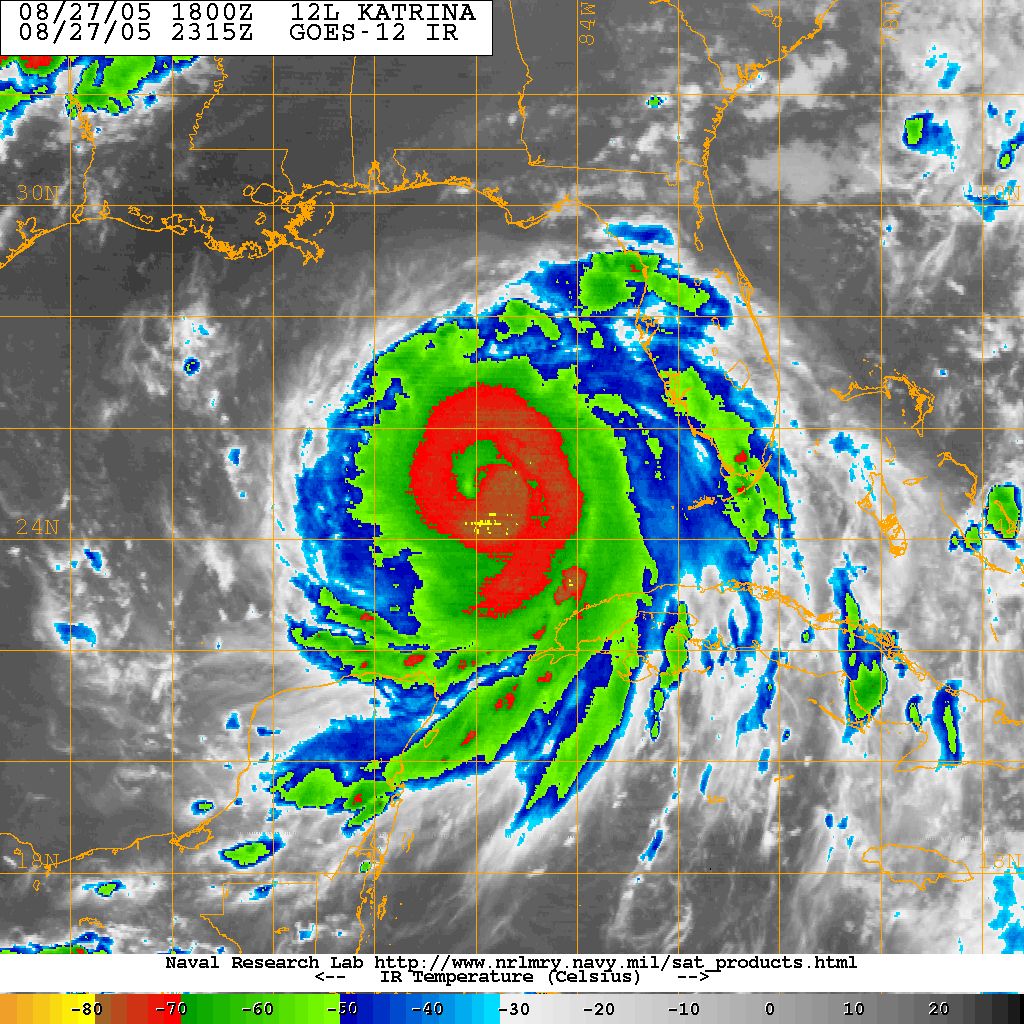 08/27/05 1800Z 12L KATRINA
08/27/05 2315Z GOES-12 IR
84W
78W
30N
30N
24N
18N
18N
Naval Research Lab http://www.nrlmry.navy.mil/sat_products.html
<-- IR Temperature (Celsius) -->
-80 -70 -60 -50 -40 -30 -20 -10 0 10 20